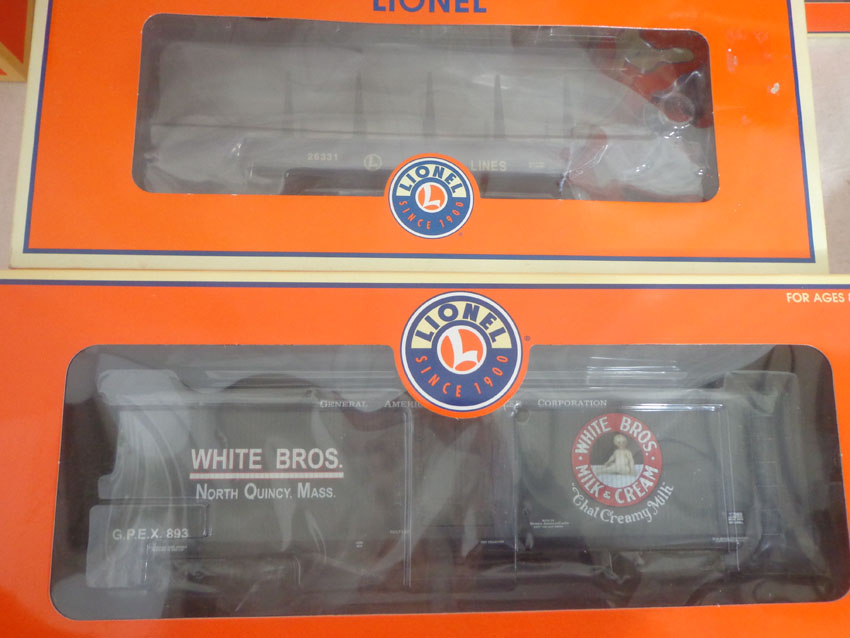 LIONEL
26331 L LINES
LIONEL
L
SINCE 1900
FOR AGES
LIONEL
L
SINCE 1900
GENERAL CORPORATION
WHITE BROS.
NORTH QUINCY, MASS.
G.P.E.X. 893
WHITE BROS.
MILK & CREAM
"That Creamy Milk"